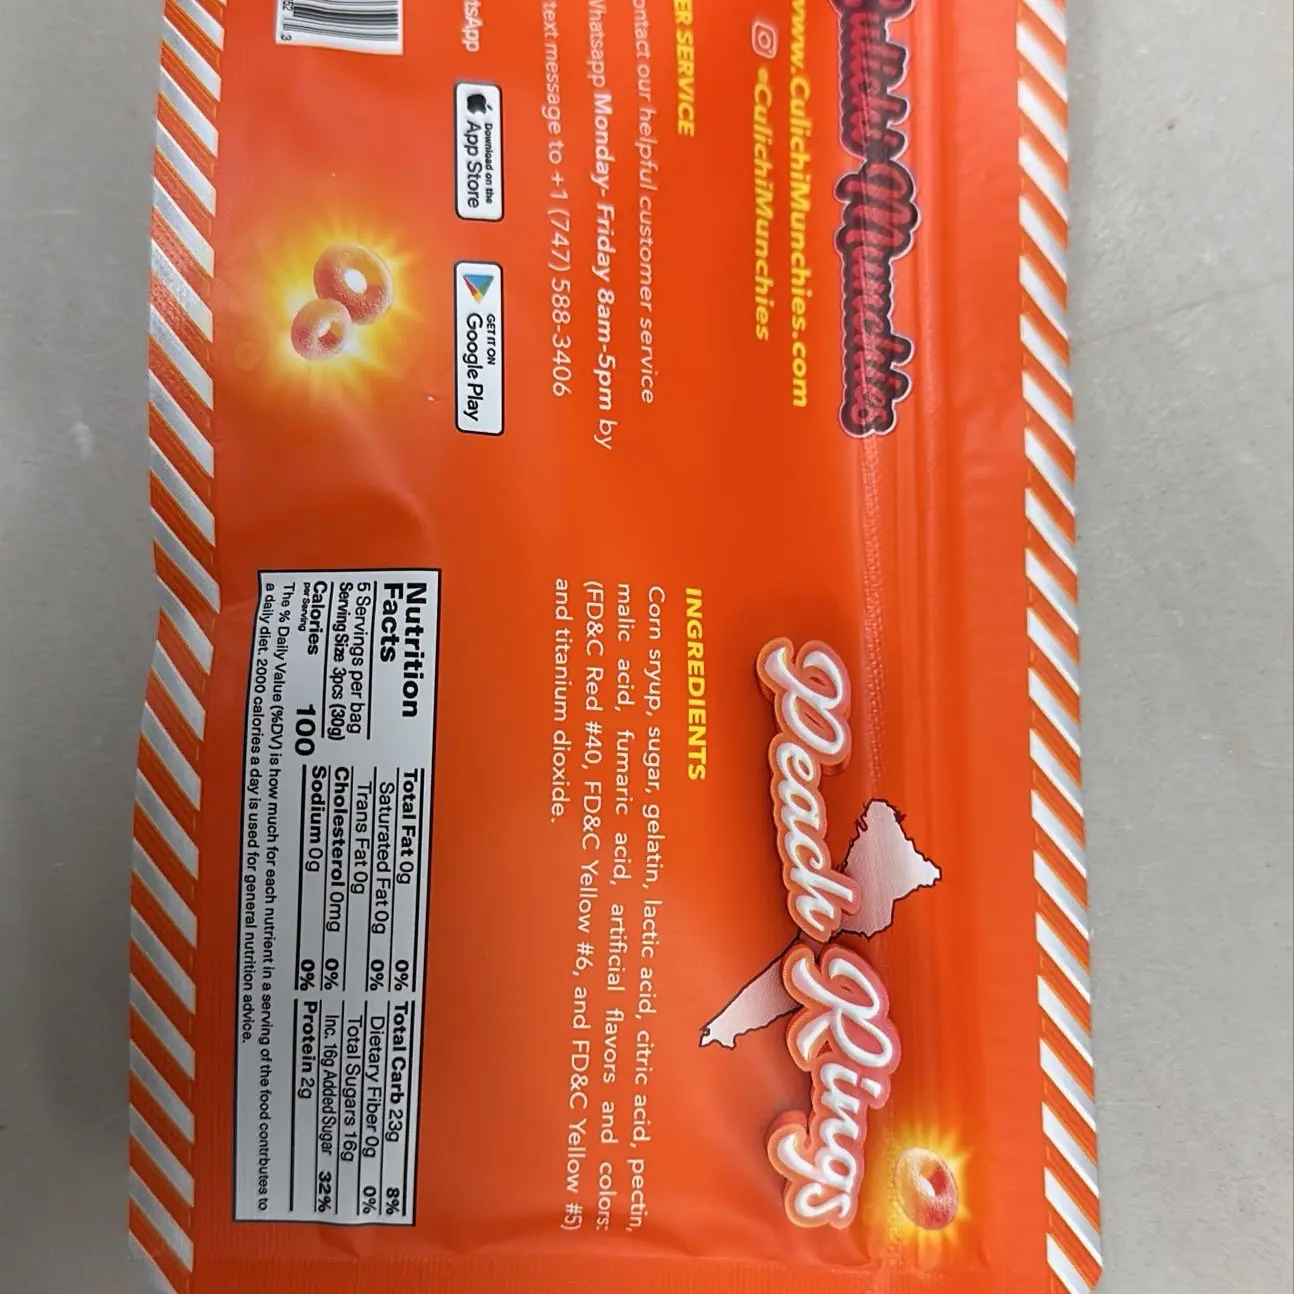 Culichi Munchies
www.CulichiMunchies.com
CulichiMunchies
SERVICE
our helpful customer service
Whatsapp Monday- Friday 8am-5pm by
text message to +1 (747) 588-3406
Download on the
App Store
GET IT ON
Google Play
Peach Rings
INGREDIENTS
Corn sryup, sugar, gelatin, lactic acid, citric acid, pectin,
malic acid, fumaric acid, artificial flavors and colors:
(FD&C Red #40, FD&C Yellow #6, and FD&C Yellow #5)
and titanium dioxide.
Nutrition
Facts
5 Servings per bag
Serving Size 3pcs (30g)
Calories 100
per serving
Total Fat 0g 0%
Saturated Fat 0g 0%
Trans Fat 0g
Cholesterol 0mg 0%
Sodium 0g 0%
Total Carb 23g 8%
Dietary Fiber 0g 0%
Total Sugars 16g
Inc. 16g Added Sugar 32%
Protein 2g
The % Daily Value (%DV) is how much for each nutrient in a serving of the food contrbutes to
a daily diet. 2000 calories a day is used for general nutrition advice.